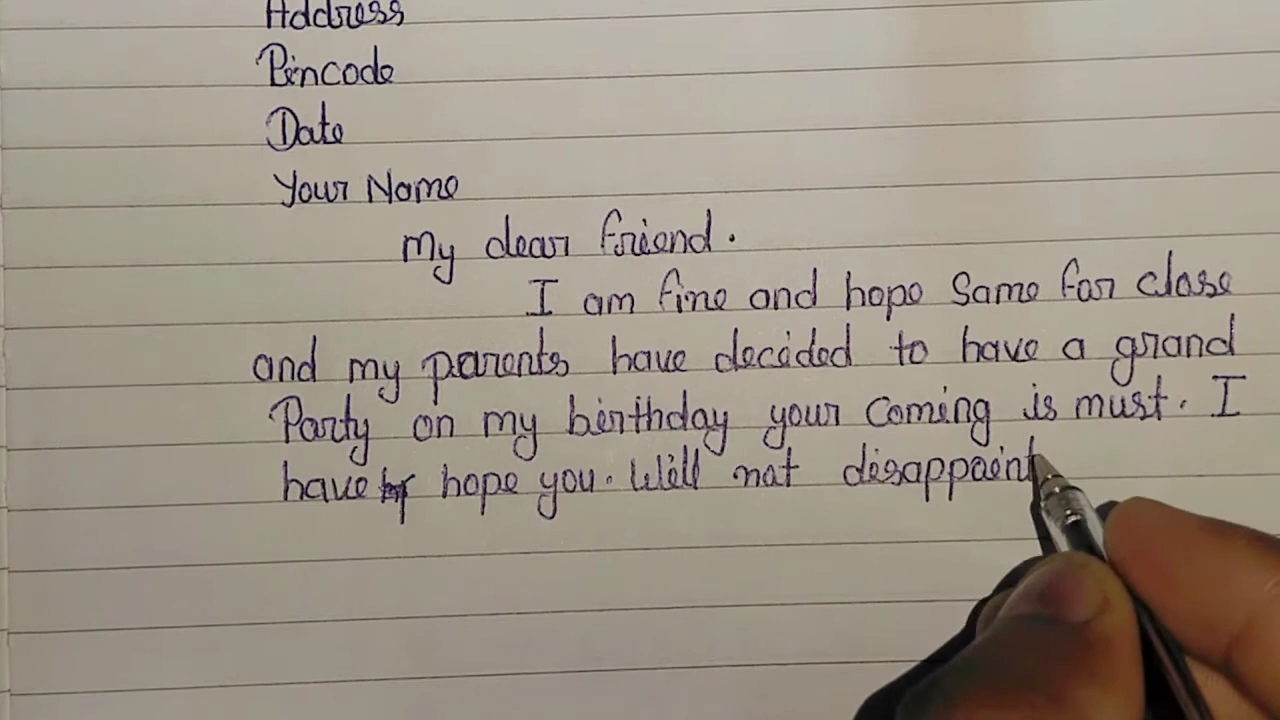 Address
Pincode
Date
Your Name
My dear friend.
I am fine and hope Same for close
and my parents have decided to have a grand
Party on my birthday your Coming is must. I
have hope you. Will not disappoint